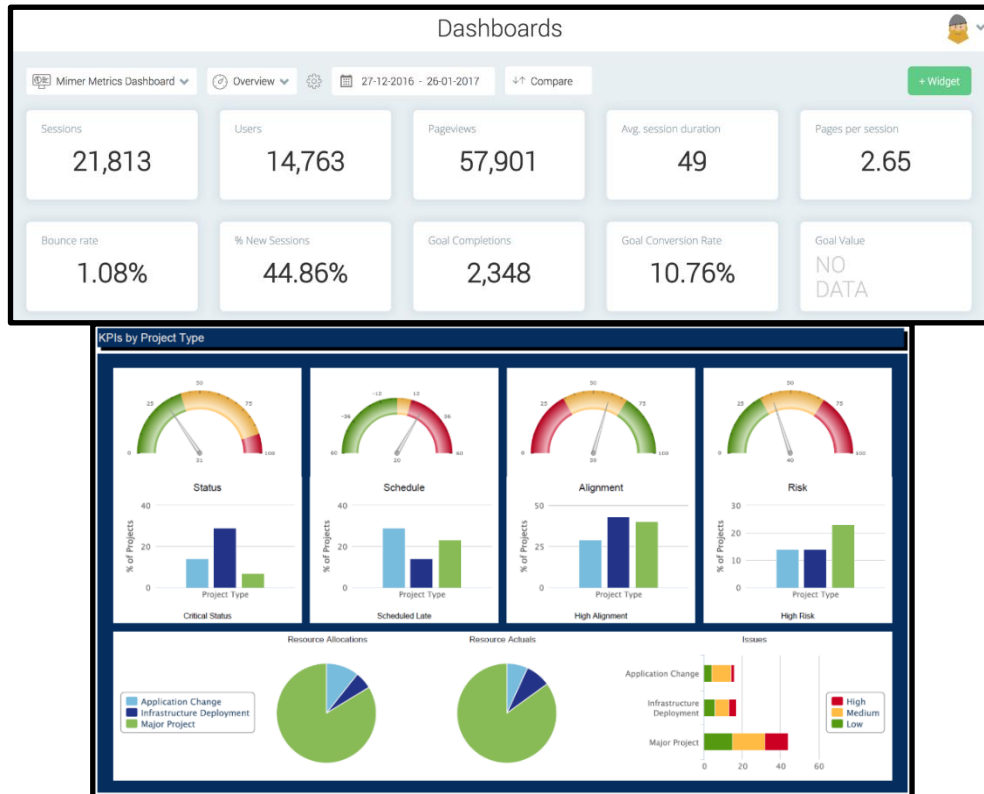 Dashboards
Mimer Metrics Dashboard Overview 27-12-2016 - 26-01-2017 ↓↑ Compare + Widget
Sessions Users Pageviews Avg. session duration Pages per session
21,813 14,763 57,901 49 2.65
Bounce rate % New Sessions Goal Completions Goal Conversion Rate Goal Value
1.08% 44.86% 2,348 10.76% NO
DATA
KPIs by Project Type
50 -12 12 50 50
25 75 -36 36 25 75 25 75
0 100 60 60 0 100 0 100
20 40
Status Schedule Alignment Risk
40 40 50 30
20 20 25 20
10
0 0 0 0
% of Projects % of Projects % of Projects % of Projects
Project Type Project Type Project Type Project Type
Critical Status Scheduled Late High Alignment High Risk
Resource Allocations Resource Actuals Issues
Application Change
Infrastructure Deployment
Major Project
Application Change
Infrastructure
Deployment
Major Project
0 20 40 60
High
Medium
Low